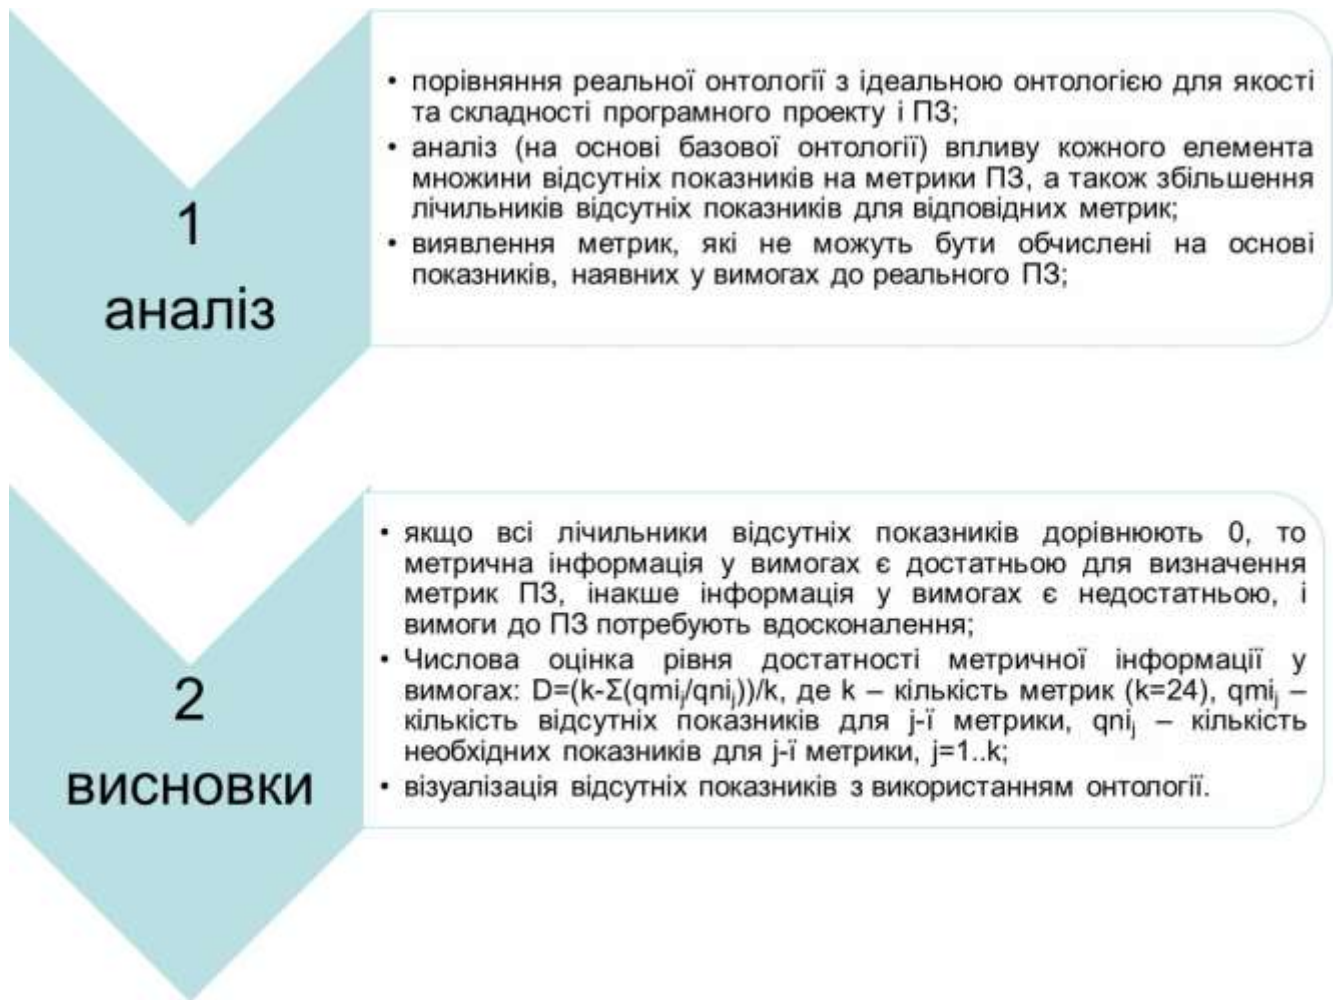 1
аналіз
• порівняння реальної онтології з ідеальною онтологією для якості
та складності програмного проекту і ПЗ;
• аналіз (на основі базової онтології) впливу кожного елемента
множини відсутніх показників на метрики ПЗ, а також збільшення
лічильників відсутніх показників для відповідних метрик;
• виявлення метрик, які не можуть бути обчислені на основі
показників, наявних у вимогах до реального ПЗ;
2
висновки
• якщо всі лічильники відсутніх показників дорівнюють 0, то
метрична інформація у вимогах є достатньою для визначення
метрик ПЗ, інакше інформація у вимогах є недостатньою, і
вимоги до ПЗ потребують вдосконалення;
• Числова оцінка рівня достатності метричної інформації у
вимогах: D=(k-Σ(qmiⱼ/qniⱼ))/k, де k – кількість метрик (k=24), qmiⱼ –
кількість відсутніх показників для j-ї метрики, qniⱼ – кількість
необхідних показників для j-ї метрики, j=1..k;
• візуалізація відсутніх показників з використанням онтології.